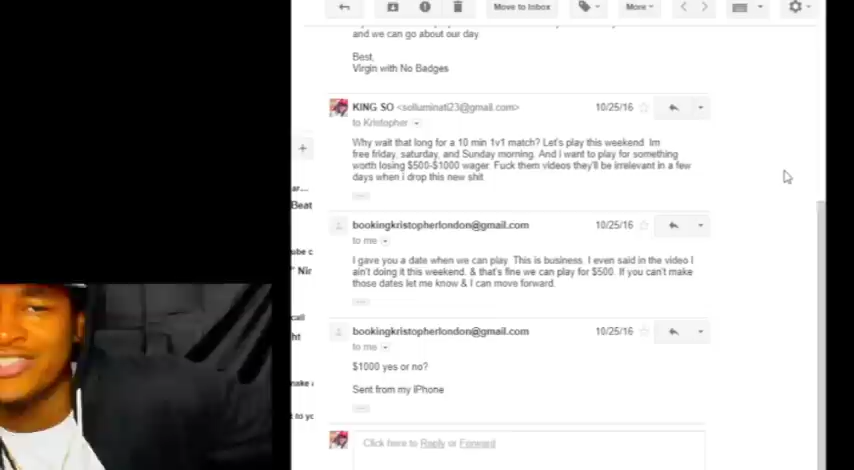 Move to Inbox
More
and we can go about our day
Best,
Virgin with No Badges
KING SO <solluminati23@gmail.com> 10/25/16
to Kristopher
Why wait that long for a 10 min 1v1 match? Let's play this weekend. Im
free friday, saturday, and Sunday morning. And i want to play for something
worth losing $500-$1000 wager. Fuck them videos they'll be irrelevant in a few
days when i drop this new shit
bookingkristopherlondon@gmail.com 10/25/16
to me
I gave you a date when we can play. This is business. I even said in the video I
ain't doing it this weekend. & that's fine we can play for $500. If you can't make
those dates let me know & I can move forward.
bookingkristopherlondon@gmail.com 10/25/16
to me
$1000 yes or no?
Sent from my iPhone
Click here to Reply or Forward
Beat
call